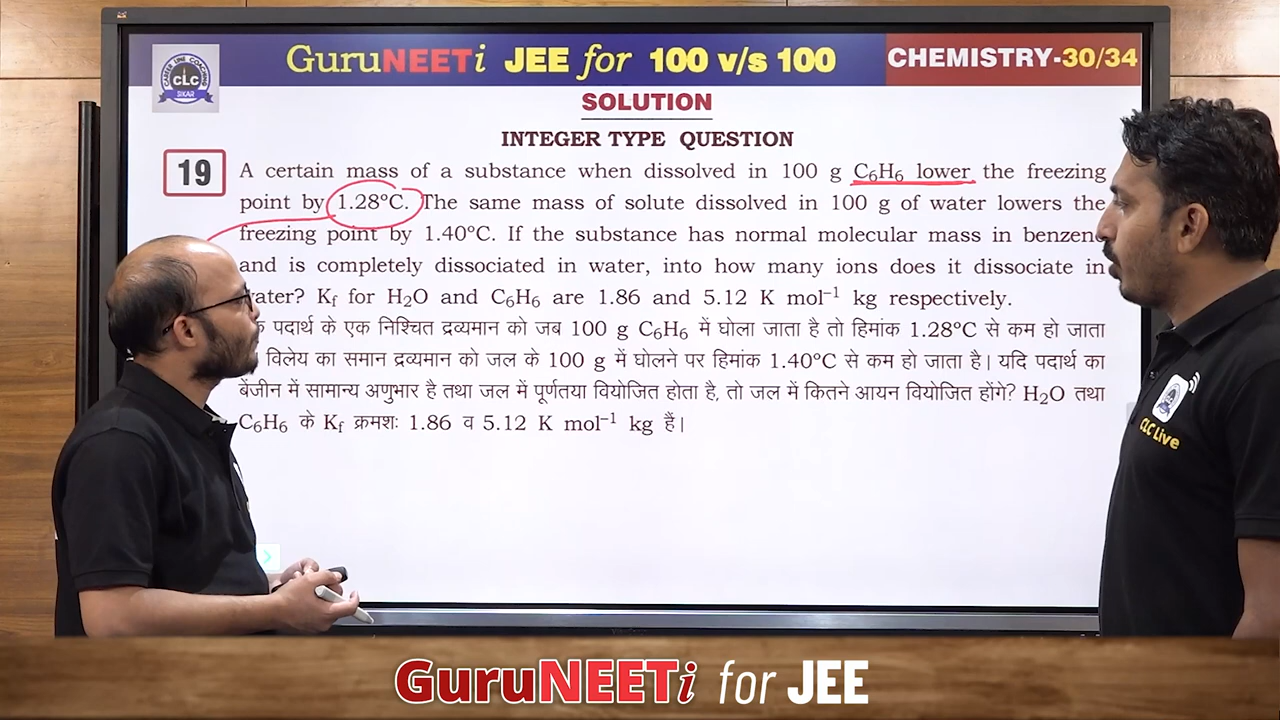 GuruNEETi JEE for 100 v/s 100
CHEMISTRY-30/34
CLC
SIKAR
SOLUTION
INTEGER TYPE QUESTION
19
A certain mass of a substance when dissolved in 100 g C₆H₆ lower the freezing
point by 1.28°C. The same mass of solute dissolved in 100 g of water lowers the
freezing point by 1.40°C. If the substance has normal molecular mass in benzene
and is completely dissociated in water, into how many ions does it dissociate in
water? K_f for H₂O and C₆H₆ are 1.86 and 5.12 K mol⁻¹ kg respectively.
पदार्थ के एक निश्चित द्रव्यमान को जब 100 g C₆H₆ में घोला जाता है तो हिमांक 1.28°C से कम हो जाता
विलेय का समान द्रव्यमान को जल के 100 g में घोलने पर हिमांक 1.40°C से कम हो जाता है। यदि पदार्थ का
बेंजीन में सामान्य अणुभार है तथा जल में पूर्णतया वियोजित होता है, तो जल में कितने आयन वियोजित होंगे? H₂O तथा
C₆H₆ के K_f क्रमशः 1.86 व 5.12 K mol⁻¹ kg हैं।
CLC Live
GuruNEETi for JEE